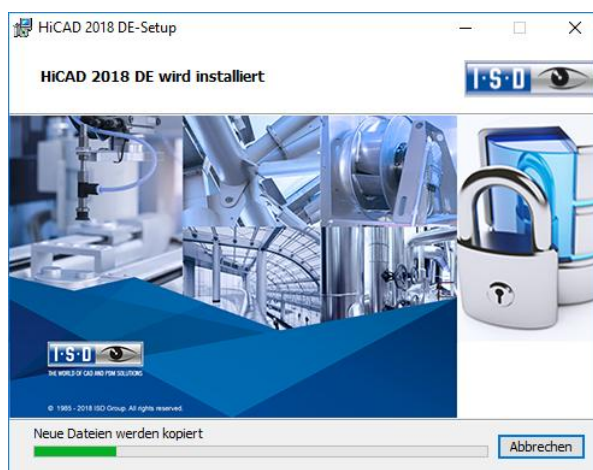 HiCAD 2018 DE-Setup
HiCAD 2018 DE wird installiert
I·S·D
I·S·D
THE WORLD OF CAD AND PDM SOLUTIONS
© 1985 - 2018 ISD Group. All rights reserved.
Neue Dateien werden kopiert
Abbrechen